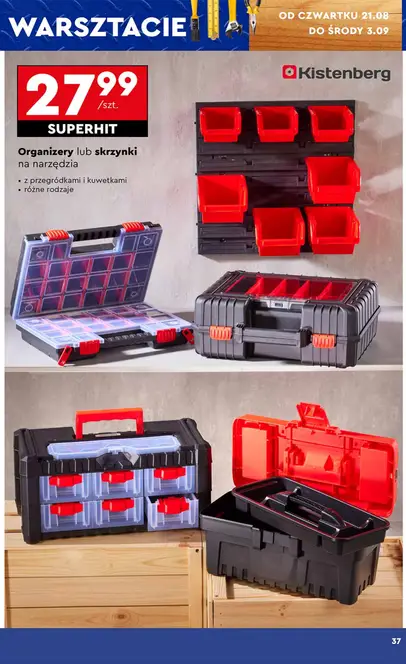 WARSZTACIE
OD CZWARTKU 21.08
DO ŚRODY 3.09
27.99
/szt.
SUPERHIT
Kistenberg
Organizery lub skrzynki
na narzędzia
• z przegródkami i kuwetkami
• różne rodzaje
37